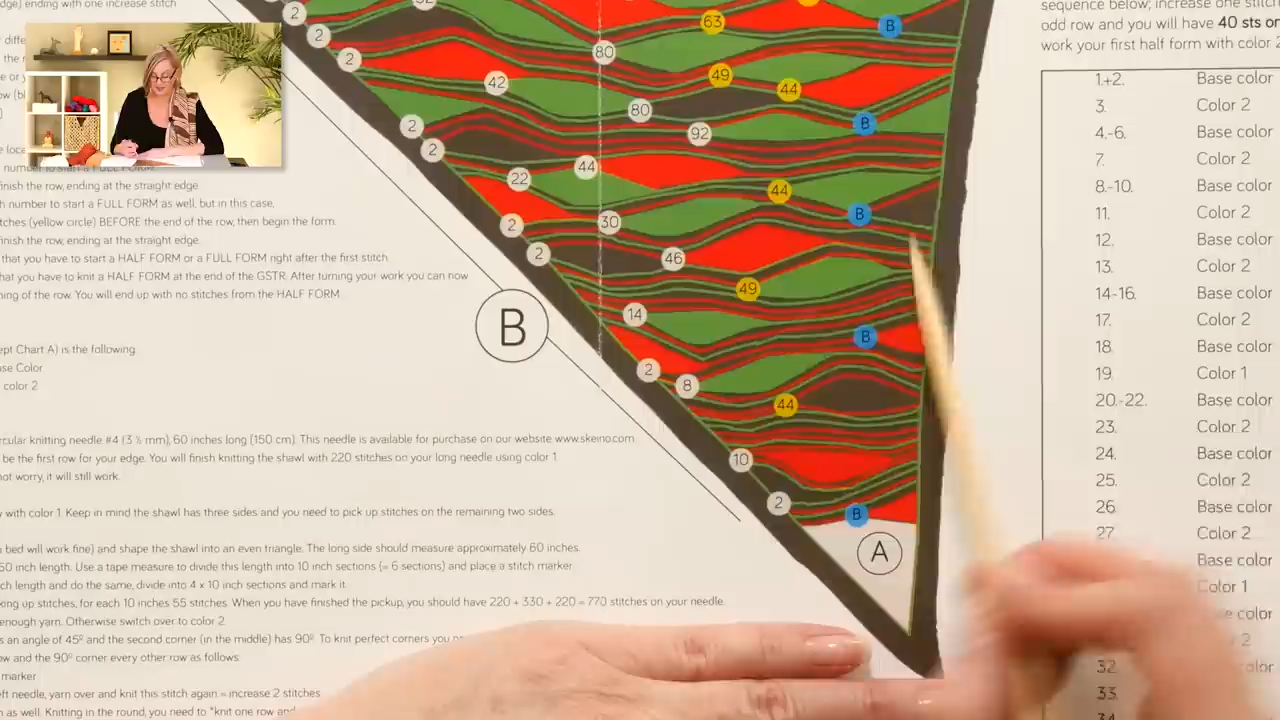 dge) ending with one increase stitch
number to start a FULL FORM.
finish the row, ending at the straight edge
number to start a FULL FORM as well, but in this case,
tches (yellow circle) BEFORE the end of the row, then begin the form.
finish the row, ending at the straight edge.
that you have to start a HALF FORM or a FULL FORM right after the first stitch.
hat you have to knit a HALF FORM at the end of the GSTR. After turning your work you can now
ning of the row. You will end up with no stitches from the HALF FORM.
ept Chart A) is the following:
ase Color
color 2
rcular knitting needle #4 (3 ½ mm), 60 inches long (150 cm). This needle is available for purchase on our website www.skeino.com
be the first row for your edge. You will finish knitting the shawl with 220 stitches on your long needle using color 1.
not worry, it will still work.
y with color 1. Keep in mind the shawl has three sides and you need to pick up stitches on the remaining two sides.
bed will work fine) and shape the shawl into an even triangle. The long side should measure approximately 60 inches.
50 inch length. Use a tape measure to divide this length into 10 inch sections (= 6 sections) and place a stitch marker
ch length and do the same, divide into 4 x 10 inch sections and mark it.
king up stitches, for each 10 inches 55 stitches. When you have finished the pickup, you should have 220 + 330 + 220 = 770 stitches on your needle.
enough yarn. Otherwise switch over to color 2.
s an angle of 45º and the second corner (in the middle) has 90º. To knit perfect corners you
ow and the 90º corner every other row as follows:
marker
eft needle, yarn over and knit this stitch again = increase 2 stitches
n as well. Knitting in the round, you need to "knit one row and
2 52 63 B
2
2 80
42 49 44
80 B
2 92
2
22 44 44
2 30 B
2 46
49
14 B
2 8
44
10
2 B
A
B
sequence below; increase one stitch
odd row and you will have 40 sts on
work your first half form with color 2
1.+2. Base color
3. Color 2
4.-6. Base color
7. Color 2
8.-10. Base color
11. Color 2
12. Base color
13. Color 2
14.-16. Base color
17. Color 2
18. Base color
19. Color 1
20.-22. Base color
23. Color 2
24. Base color
25. Color 2
26. Base color
27. Color 2
Base color
Color 1
color
2
32. color
33.
34.